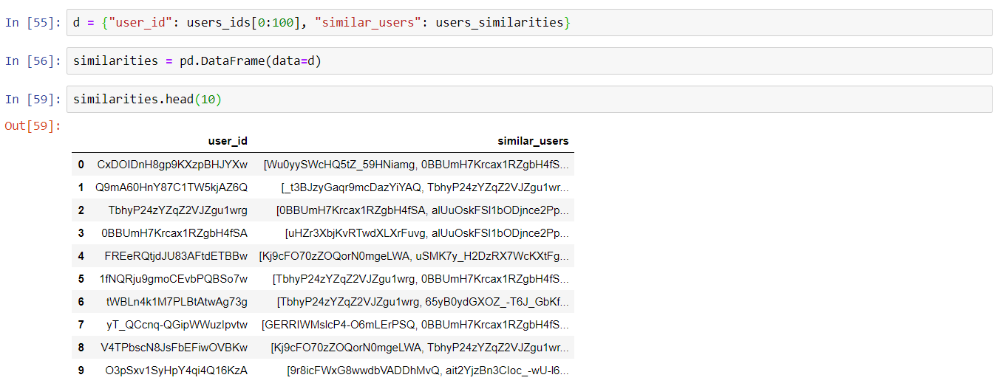 In [55]: d = {"user_id": users_ids[0:100], "similar_users": users_similarities}
In [56]: similarities = pd.DataFrame(data=d)
In [59]: similarities.head(10)
Out[59]:
user_id similar_users
0 CxDOIDnH8gp9KXzpBHJYXw [Wu0yySWcHQ5tZ_59HNiamg, 0BBUmH7Krcax1RZgbH4fS...
1 Q9mA60HnY87C1TW5kjAZ6Q [_t3BJzyGaqr9mcDazYiYAQ, TbhyP24zYZqZ2VJZgu1wr...
2 TbhyP24zYZqZ2VJZgu1wrg [0BBUmH7Krcax1RZgbH4fSA, alUuOskFSl1bODjnce2Pp...
3 0BBUmH7Krcax1RZgbH4fSA [uHZr3XbjKvRTwdXLXrFuvg, alUuOskFSl1bODjnce2Pp...
4 FREeRQtjdJU83AFtdETBBw [Kj9cFO70zZOQorN0mgeLWA, uSMK7y_H2DzRX7WcKXtFg...
5 1fNQRju9gmoCEvbPQBSo7w [TbhyP24zYZqZ2VJZgu1wrg, 0BBUmH7Krcax1RZgbH4fS...
6 tWBLn4k1M7PLBtAtwAg73g [TbhyP24zYZqZ2VJZgu1wrg, 65yB0ydGXOZ_-T6J_GbKf...
7 yT_QCcnq-QGipWWuzIpvtw [GERRIWMslcP4-O6mLErPSQ, 0BBUmH7Krcax1RZgbH4fS...
8 V4TPbscN8JsFbEFiwOVBKw [Kj9cFO70zZOQorN0mgeLWA, TbhyP24zYZqZ2VJZgu1wr...
9 O3pSxv1SyHpY4qi4Q16KzA [9r8icFWxG8wwdbVADDhMvQ, ait2YjzBn3CIoc_-wU-I6...